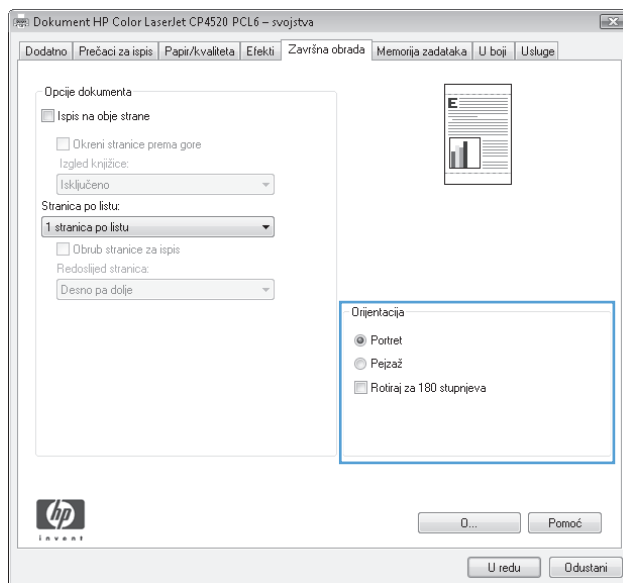 Dokument HP Color LaserJet CP4520 PCL6 – svojstva
Dodatno Prečaci za ispis Papir/kvaliteta Efekti Završna obrada Memorija zadataka U boji Usluge
Opcije dokumenta
Ispis na obje strane
Okreni stranice prema gore
Izgled knjižice:
Isključeno
Stranica po listu:
1 stranica po listu
Obrub stranice za ispis
Redoslijed stranica:
Desno pa dolje
E
Orijentacija
Portret
Pejzaž
Rotiraj za 180 stupnjeva
hp
invent
O... Pomoć
U redu Odustani